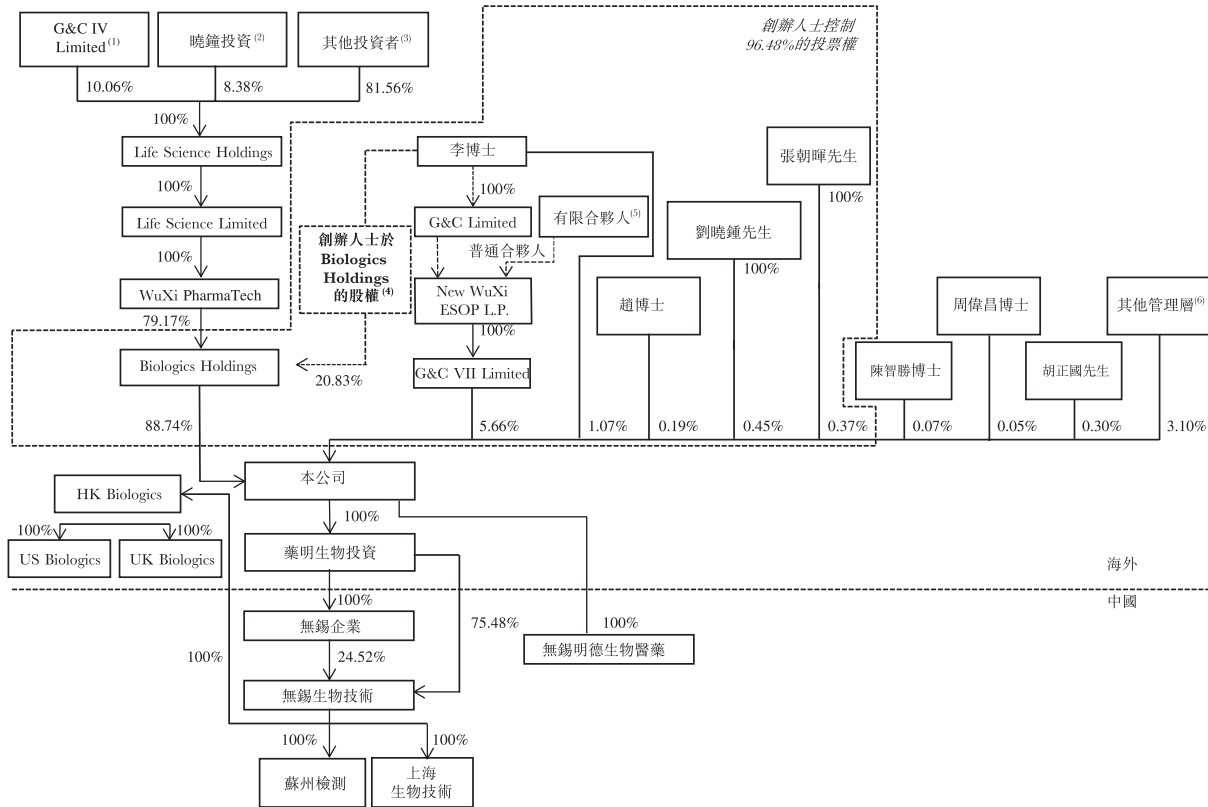 G&C IV
Limited(1)
曉鐘投資(2)
其他投資者(3)
創辦人士控制
96.48%的投票權
10.06%
8.38%
81.56%
100%
Life Science Holdings
李博士
張朝暉先生
100%
100%
100%
Life Science Limited
G&C Limited
有限合夥人(5)
劉曉鍾先生
創辦人士於
Biologics
Holdings
的股權(4)
普通合夥人
100%
100%
WuXi PharmaTech
New WuXi
ESOP L.P.
趙博士
周偉昌博士
其他管理層(6)
79.17%
100%
Biologics Holdings
20.83%
G&C VII Limited
陳智勝博士
胡正國先生
88.74%
5.66%
1.07%
0.19%
0.45%
0.37%
0.07%
0.05%
0.30%
3.10%
本公司
HK Biologics
100%
100%
100%
US Biologics
UK Biologics
藥明生物投資
海外
中國
100%
無錫企業
75.48%
100%
無錫明德生物醫藥
100%
24.52%
無錫生物技術
100%
100%
蘇州檢測
上海
生物技術